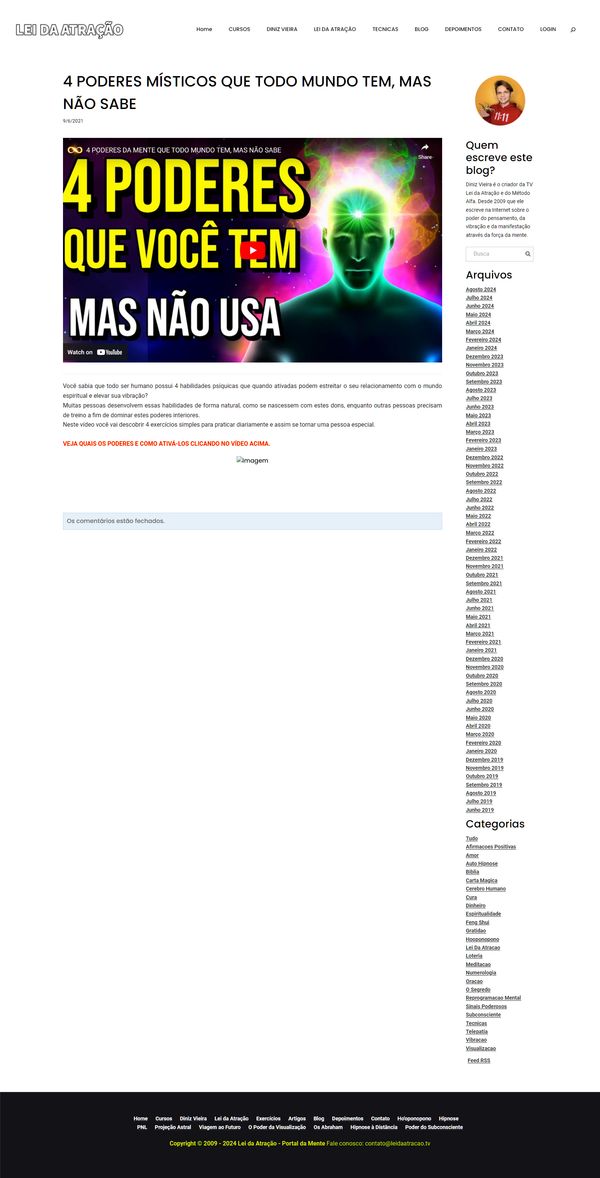 LEI DA ATRAÇÃO
Home CURSOS DINIZ VIEIRA LEI DA ATRAÇÃO TECNICAS BLOG DEPOIMENTOS CONTATO LOGIN
4 PODERES MÍSTICOS QUE TODO MUNDO TEM, MAS
NÃO SABE
9/6/2021
4 PODERES DA MENTE QUE TODO MUNDO TEM, MAS NÃO SABE
Share
4 PODERES
QUE VOCÊ TEM
MAS NÃO USA
Watch on YouTube
Você sabia que todo ser humano possui 4 habilidades psíquicas que quando ativadas podem estreitar o seu relacionamento com o mundo
espiritual e elevar sua vibração?
Muitas pessoas desenvolvem essas habilidades de forma natural, como se nascessem com estes dons, enquanto outras pessoas precisam
de treino a fim de dominar estes poderes interiores.
Neste vídeo você vai descobrir 4 exercícios simples para praticar diariamente e assim se tornar uma pessoa especial.
VEJA QUAIS OS PODERES E COMO ATIVÁ-LOS CLICANDO NO VÍDEO ACIMA.
Imagem
Os comentários estão fechados.
11:11
Quem
escreve este
blog?
Diniz Vieira é o criador da TV
Lei da Atração e do Método
Alfa. Desde 2009 que ele
escreve na Internet sobre o
poder do pensamento, da
vibração e da manifestação
através da força da mente.
Busca
Arquivos
Agosto 2024
Julho 2024
Junho 2024
Maio 2024
Abril 2024
Março 2024
Fevereiro 2024
Janeiro 2024
Dezembro 2023
Novembro 2023
Outubro 2023
Setembro 2023
Agosto 2023
Julho 2023
Junho 2023
Maio 2023
Abril 2023
Março 2023
Fevereiro 2023
Janeiro 2023
Dezembro 2022
Novembro 2022
Outubro 2022
Setembro 2022
Agosto 2022
Julho 2022
Junho 2022
Maio 2022
Abril 2022
Março 2022
Fevereiro 2022
Janeiro 2022
Dezembro 2021
Novembro 2021
Outubro 2021
Setembro 2021
Agosto 2021
Julho 2021
Junho 2021
Maio 2021
Abril 2021
Março 2021
Fevereiro 2021
Janeiro 2021
Dezembro 2020
Novembro 2020
Outubro 2020
Setembro 2020
Agosto 2020
Julho 2020
Junho 2020
Maio 2020
Abril 2020
Março 2020
Fevereiro 2020
Janeiro 2020
Dezembro 2019
Novembro 2019
Outubro 2019
Setembro 2019
Agosto 2019
Julho 2019
Junho 2019
Categorias
Tudo
Afirmacoes Positivas
Amor
Auto Hipnose
Biblia
Carta Magica
Cerebro Humano
Cura
Dinheiro
Espiritualidade
Feng Shui
Gratidao
Hooponopono
Lei Da Atracao
Loteria
Meditacao
Numerologia
Oracao
O Segredo
Reprogramacao Mental
Sinais Poderosos
Subconsciente
Tecnicas
Telepatia
Vibracao
Visualizacao
Feed RSS
Home Cursos Diniz Vieira Lei da Atração Exercícios Artigos Blog Depoimentos Contato Ho'oponopono Hipnose
PNL Projeção Astral Viagem ao Futuro O Poder da Visualização Os Abraham Hipnose à Distância Poder do Subconsciente
Copyright © 2009 - 2024 Lei da Atração - Portal da Mente Fale conosco: contato@leidaatracao.tv